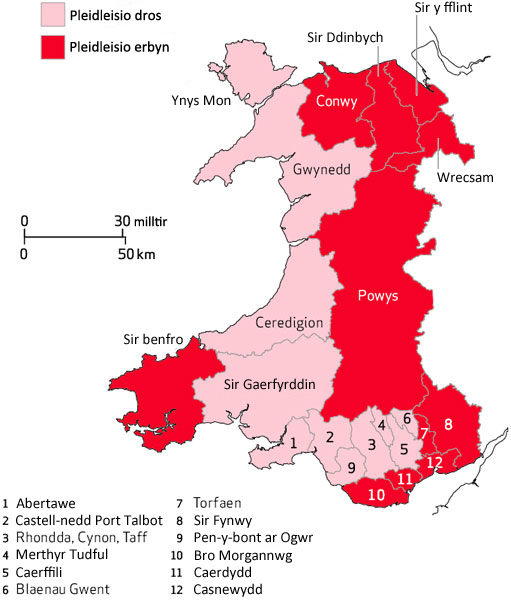 Pleidleisio dros
Pleidleisio erbyn
Sir y fflint
Sir Ddinbych
Ynys Mon
Conwy
Gwynedd
Wrecsam
0 30 milltir
0 50 km
Powys
Ceredigion
Sir benfro
Sir Gaerfyrddin
1
2
3
4
5
6
7
8
9
10
11
12
1 Abertawe
2 Castell-nedd Port Talbot
3 Rhondda, Cynon, Taff
4 Merthyr Tudful
5 Caerffili
6 Blaenau Gwent
7 Torfaen
8 Sir Fynwy
9 Pen-y-bont ar Ogwr
10 Bro Morgannwg
11 Caerdydd
12 Casnewydd